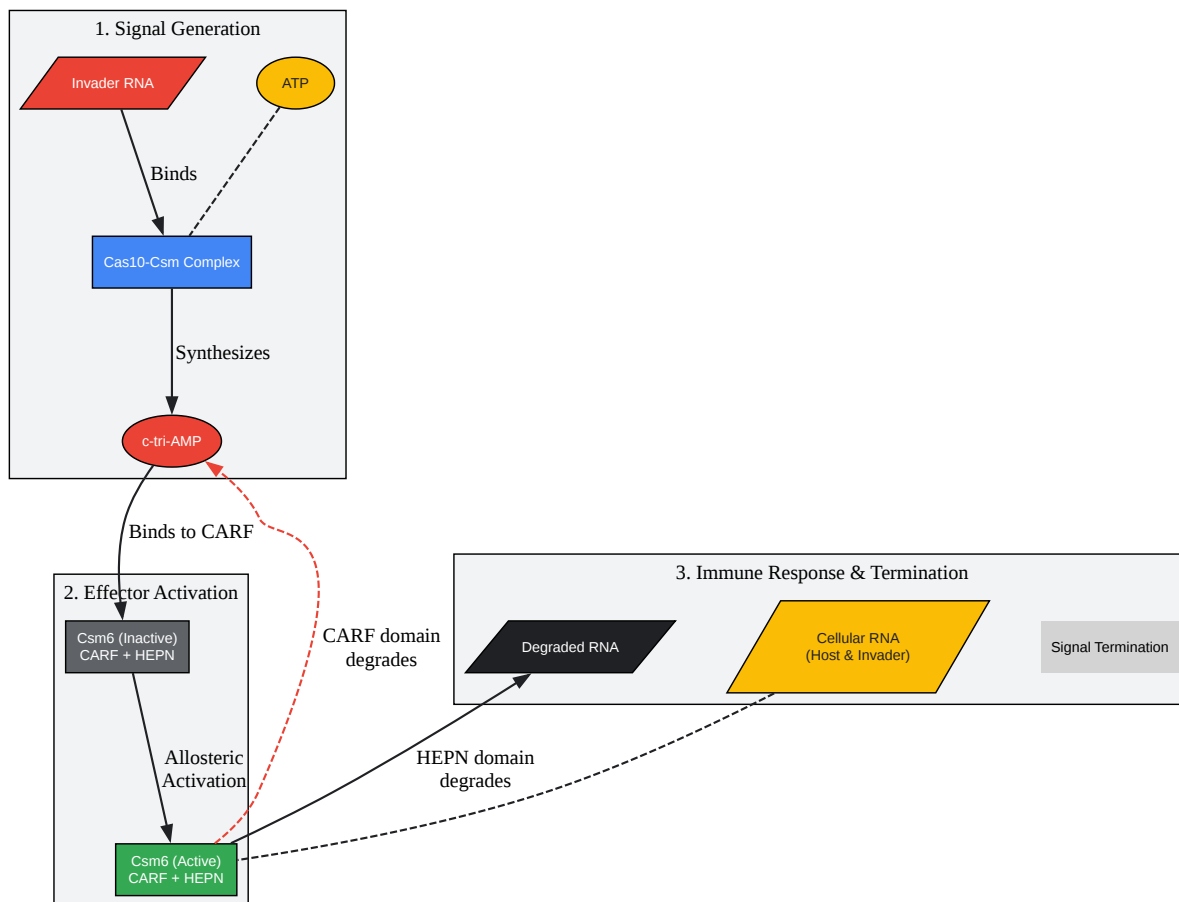 1. Signal Generation
Invader RNA
ATP
Binds
Cas10-Csm Complex
Synthesizes
c-tri-AMP
Binds to CARF
2. Effector Activation
Csm6 (Inactive)
CARF + HEPN
Allosteric
Activation
Csm6 (Active)
CARF + HEPN
CARF domain
degrades
HEPN domain
degrades
3. Immune Response & Termination
Degraded RNA
Cellular RNA
(Host & Invader)
Signal Termination